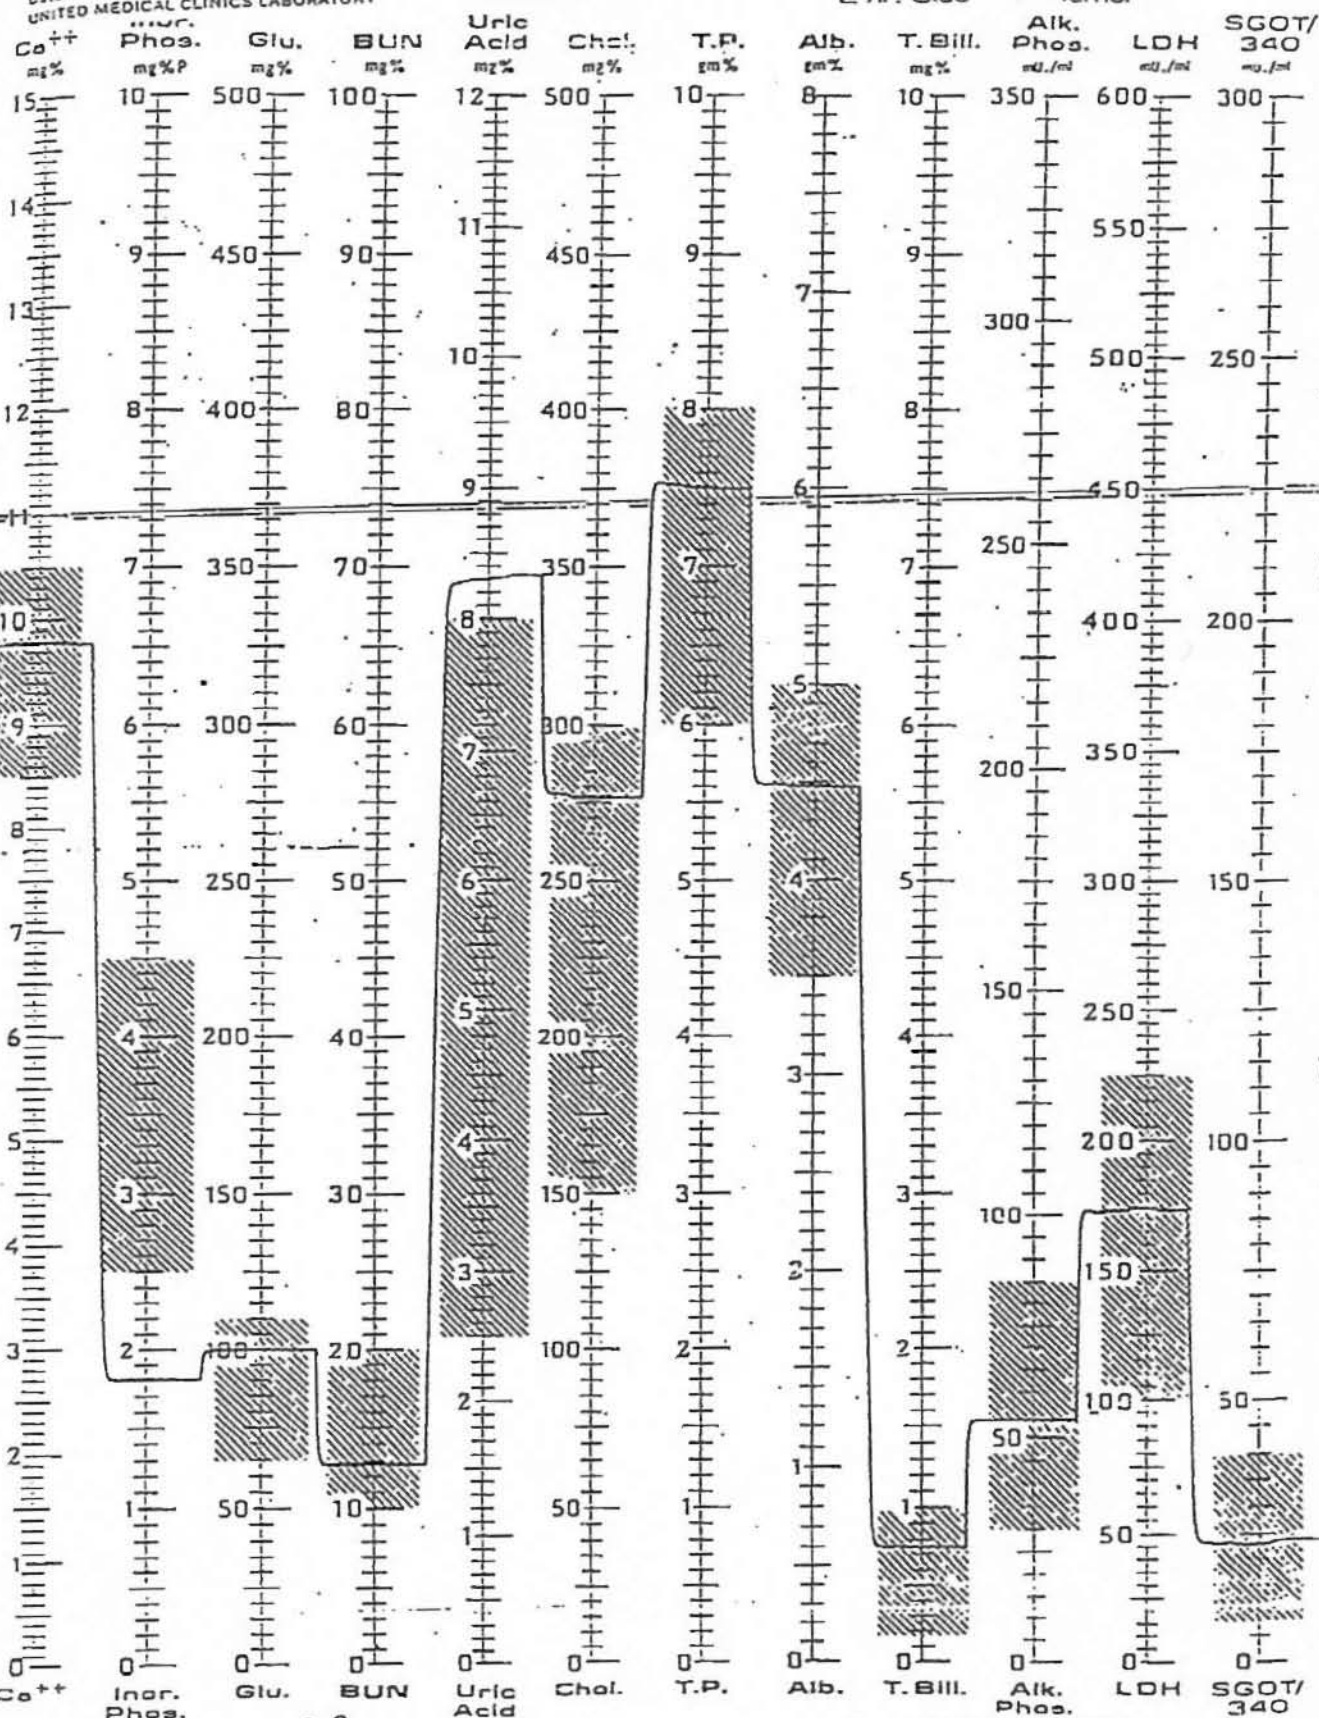 UNITED MEDICAL CLINICS LABORATORY
Ca++ Phos. Glu. BUN Uric Acid Chol. T.P. Alb. T. Bili. Alk. Phos. LDH SGOT/ 340
mg% mg%P mg% mg% mg% mg% gm% gm% mg% mU./ml mU./ml mU./ml
15 10 500 100 12 500 10 8 10 350 600 300
14 11 550
9 450 90 450 9 9
13 7 300
10 500 250
12 8 400 80 400 8 8
9 6 450
11 250
7 350 70 350 7 7
10 8 400 200
9 6 300 60 7 300 6 5 6 350
200
8
5 250 50 6 250 5 4 5 300 150
7
150
5 250
6 4 200 40 200 4 4
3
5 4 200 100
3 150 30 150 3 3
100
4 3 2 150
3 2 100 20 100 2 2
2 100 50
2 50
1
1 50 10 50 1 1
1 1 50
0 0 0 0 0 0 0 0 0 0 0
Ca++ Inor. Phos. Glu. BUN Uric Acid Chol. T.P. Alb. T. Bili. Alk. Phos. LDH SGOT/ 340